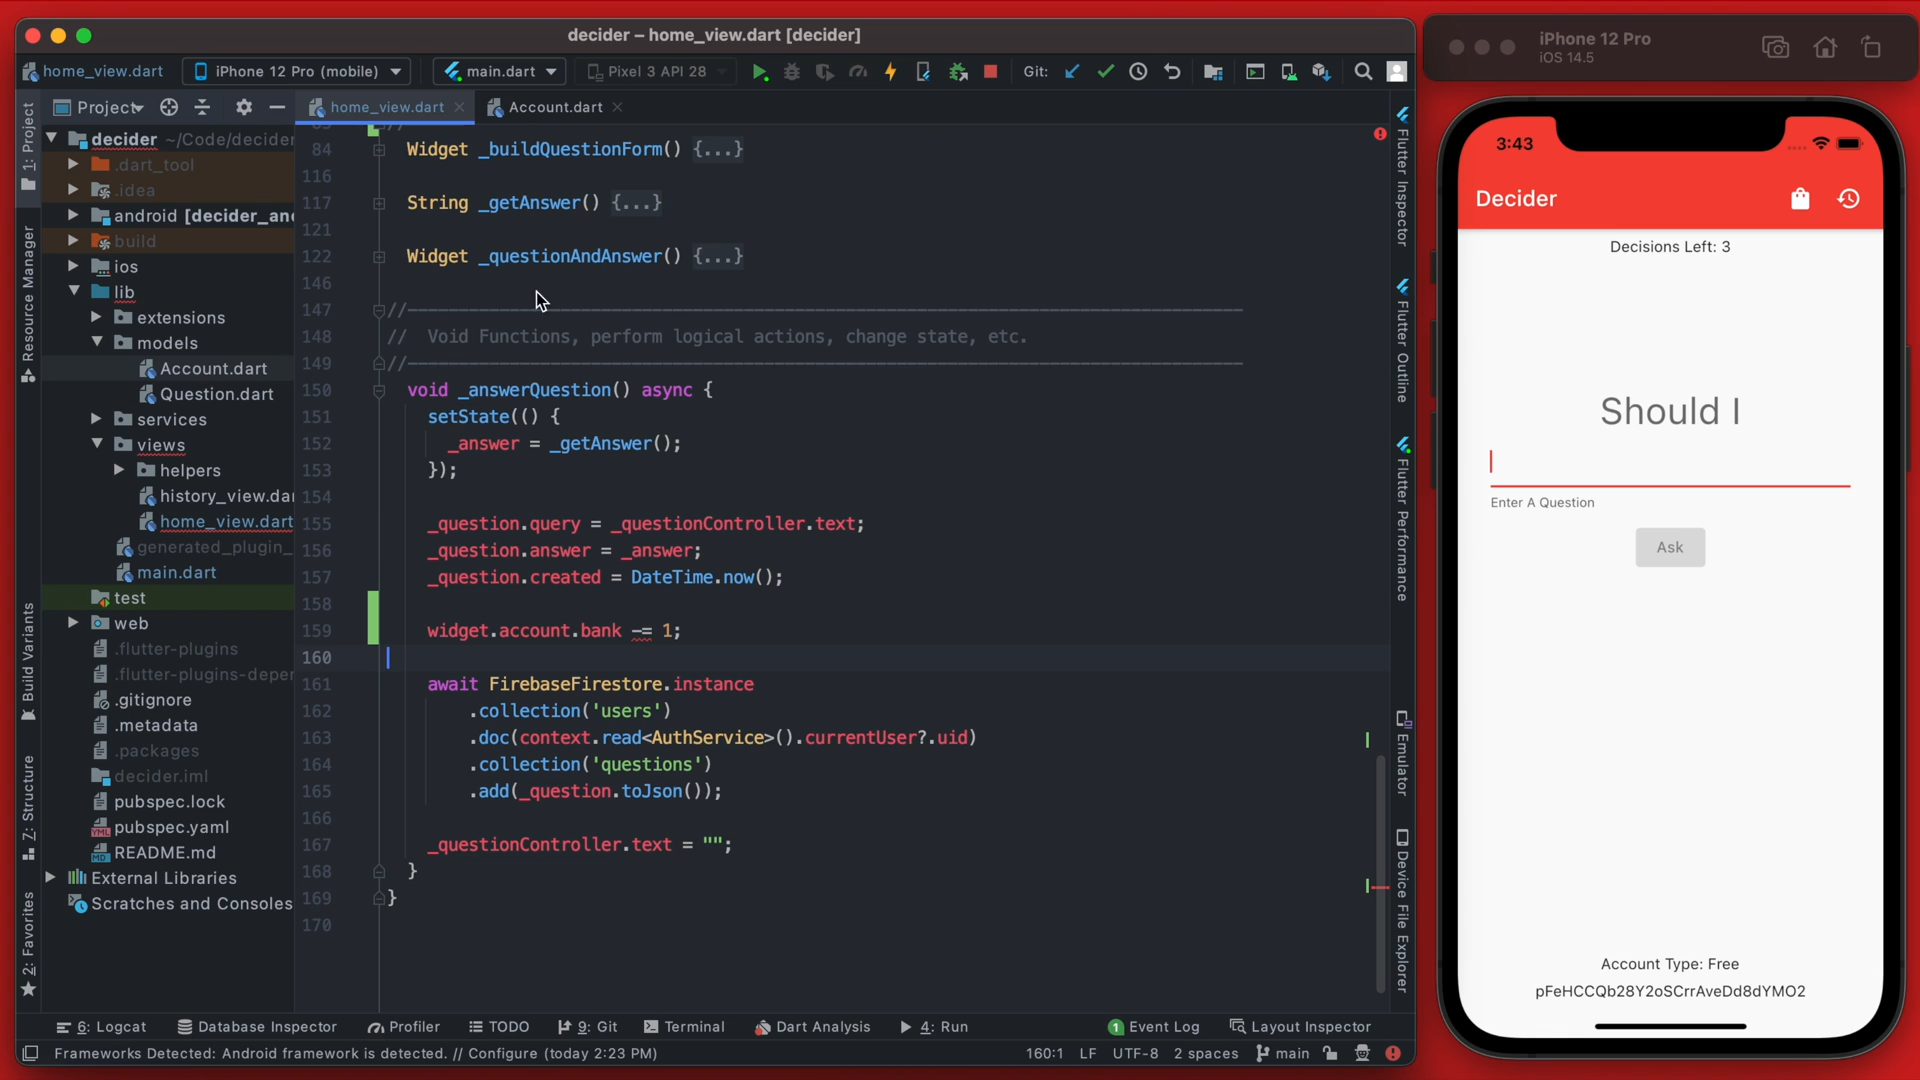 decider – home_view.dart [decider]
home_view.dart
iPhone 12 Pro (mobile)
main.dart
Pixel 3 API 28
Git:
1: Project
Resource Manager
Build Variants
Z: Structure
2: Favorites
Project
decider ~/Code/decider
.dart_tool
.idea
android [decider_and
build
ios
lib
extensions
models
Account.dart
Question.dart
services
views
helpers
history_view.da
home_view.dart
generated_plugin_
main.dart
test
web
.flutter-plugins
.flutter-plugins-deper
.gitignore
.metadata
.packages
decider.iml
pubspec.lock
pubspec.yaml
README.md
External Libraries
Scratches and Consoles
home_view.dart
Account.dart
83 //
84 Widget _buildQuestionForm() {...}
116
117 String _getAnswer() {...}
121
122 Widget _questionAndAnswer() {...}
146
147 //
148 // Void Functions, perform logical actions, change state, etc.
149 //
150 void _answerQuestion() async {
151 setState(() {
152 _answer = _getAnswer();
153 });
154
155 _question.query = _questionController.text;
156 _question.answer = _answer;
157 _question.created = DateTime.now();
158
159 widget.account.bank -= 1;
160
161 await FirebaseFirestore.instance
162 .collection('users')
163 .doc(context.read<AuthService>().currentUser?.uid)
164 .collection('questions')
165 .add(_question.toJson());
166
167 _questionController.text = "";
168 }
169 }
170
Flutter Inspector
Flutter Outline
Flutter Performance
Emulator
Device File Explorer
6: Logcat
Database Inspector
Profiler
TODO
9: Git
Terminal
Dart Analysis
4: Run
1 Event Log
Layout Inspector
Frameworks Detected: Android framework is detected. // Configure (today 2:23 PM)
160:1 LF UTF-8 2 spaces main
iPhone 12 Pro
iOS 14.5
3:43
Decider
Decisions Left: 3
Should I
Enter A Question
Ask
Account Type: Free
pFeHCCQb28Y2oSCrrAveDd8dYMO2